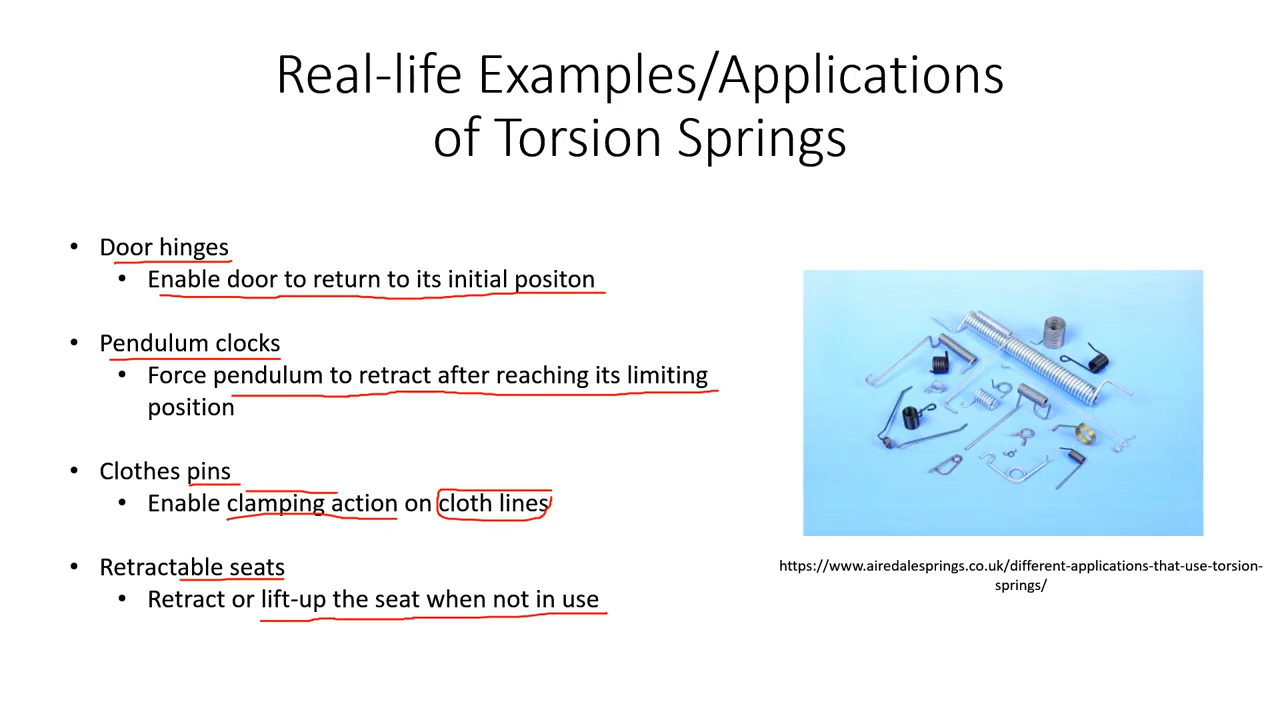 Real-life Examples/Applications
of Torsion Springs
• Door hinges
• Enable door to return to its initial positon
• Pendulum clocks
• Force pendulum to retract after reaching its limiting
position
• Clothes pins
• Enable clamping action on cloth lines
• Retractable seats
• Retract or lift-up the seat when not in use
https://www.airedalesprings.co.uk/different-applications-that-use-torsion-
springs/